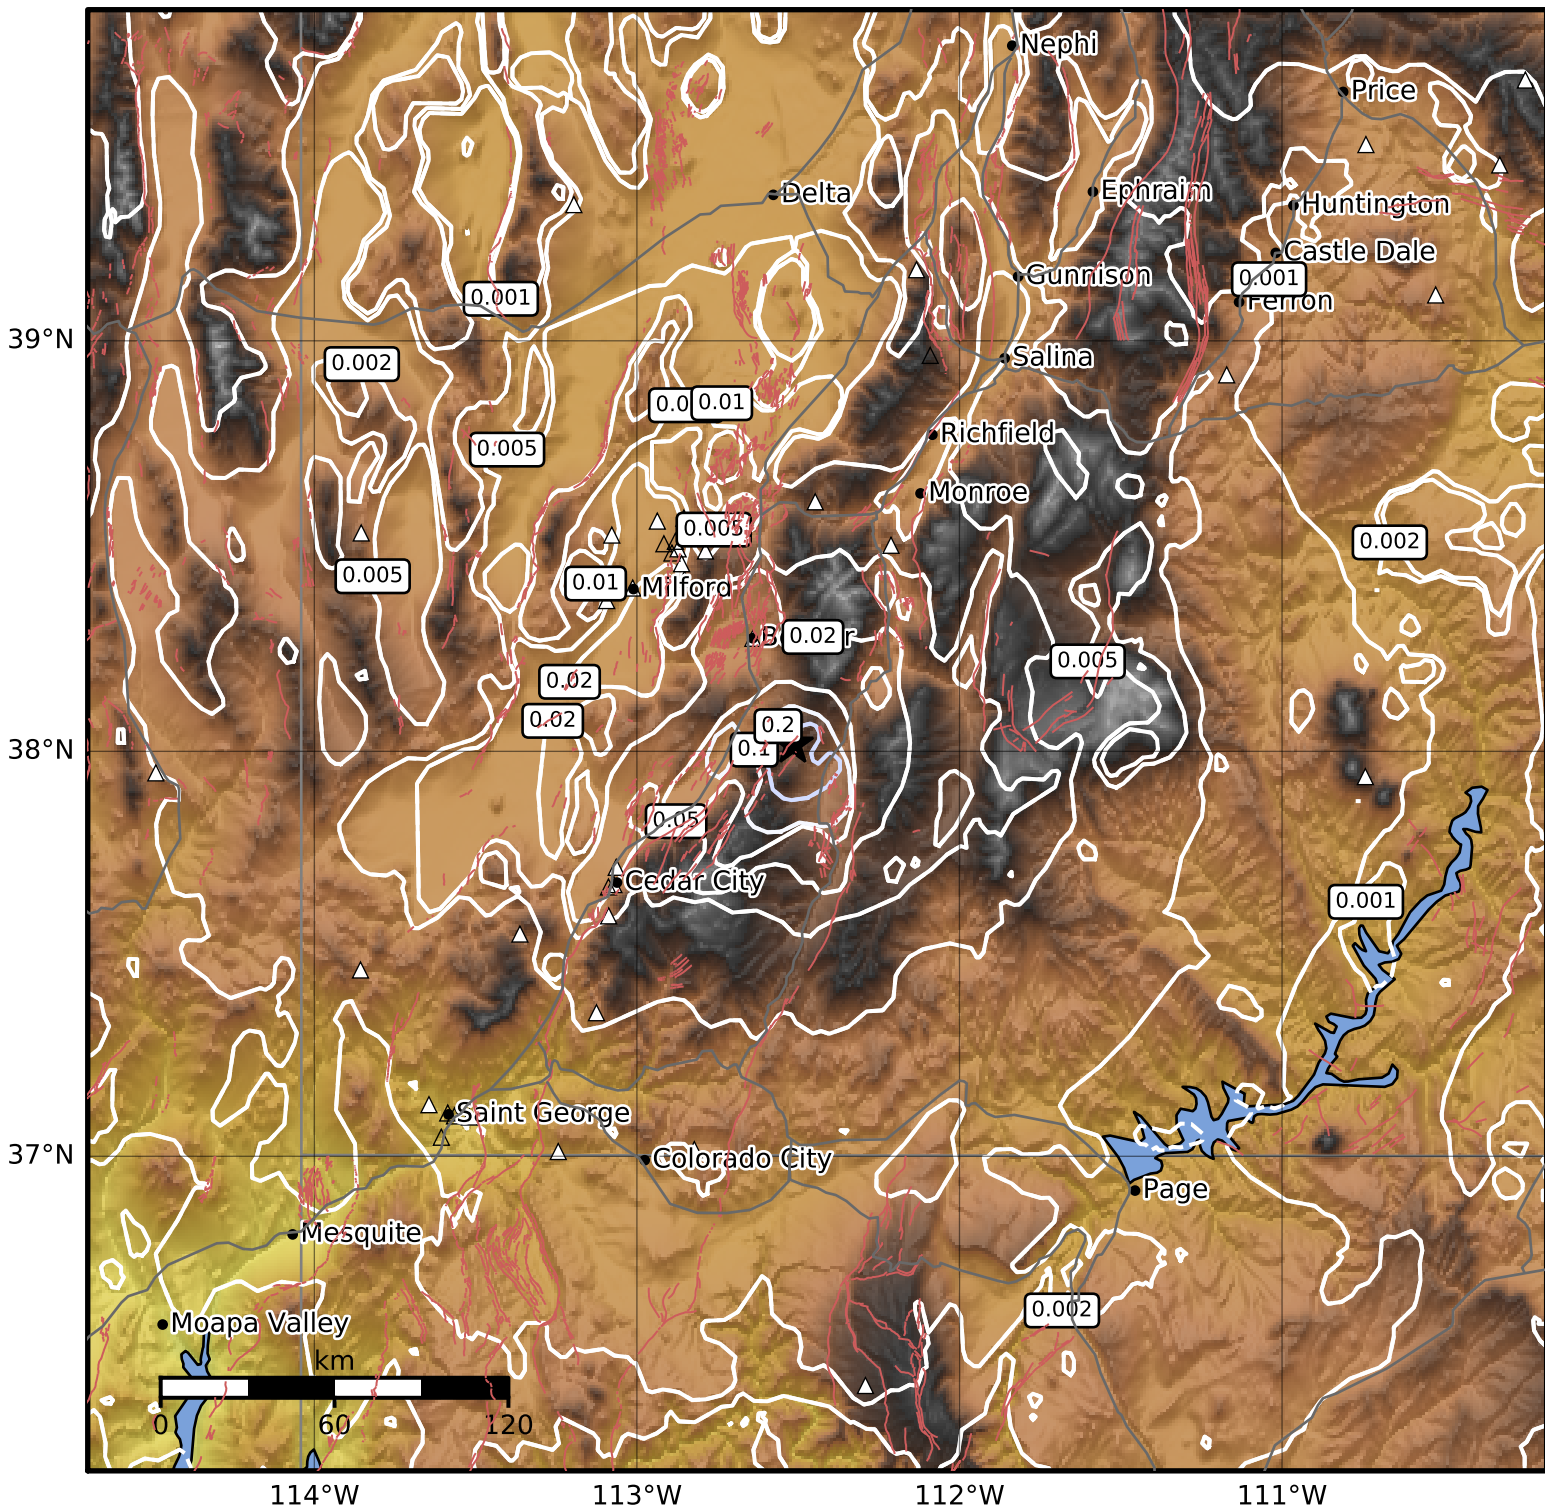 Nephi
Price
Delta
Ephraim
Huntington
Castle Dale
Gunnison
0.001
0.001
Ferron
39°N
Salina
0.002
0.0
0.01
Richfield
0.005
Monroe
0.005
0.002
0.005
0.01
Milford
0.02
0.005
0.02
0.02
0.2
38°N
0.1
0.05
Cedar City
0.001
Saint George
37°N
Colorado City
Page
Mesquite
0.002
Moapa Valley
km
0
60
120
114°W
113°W
112°W
111°W